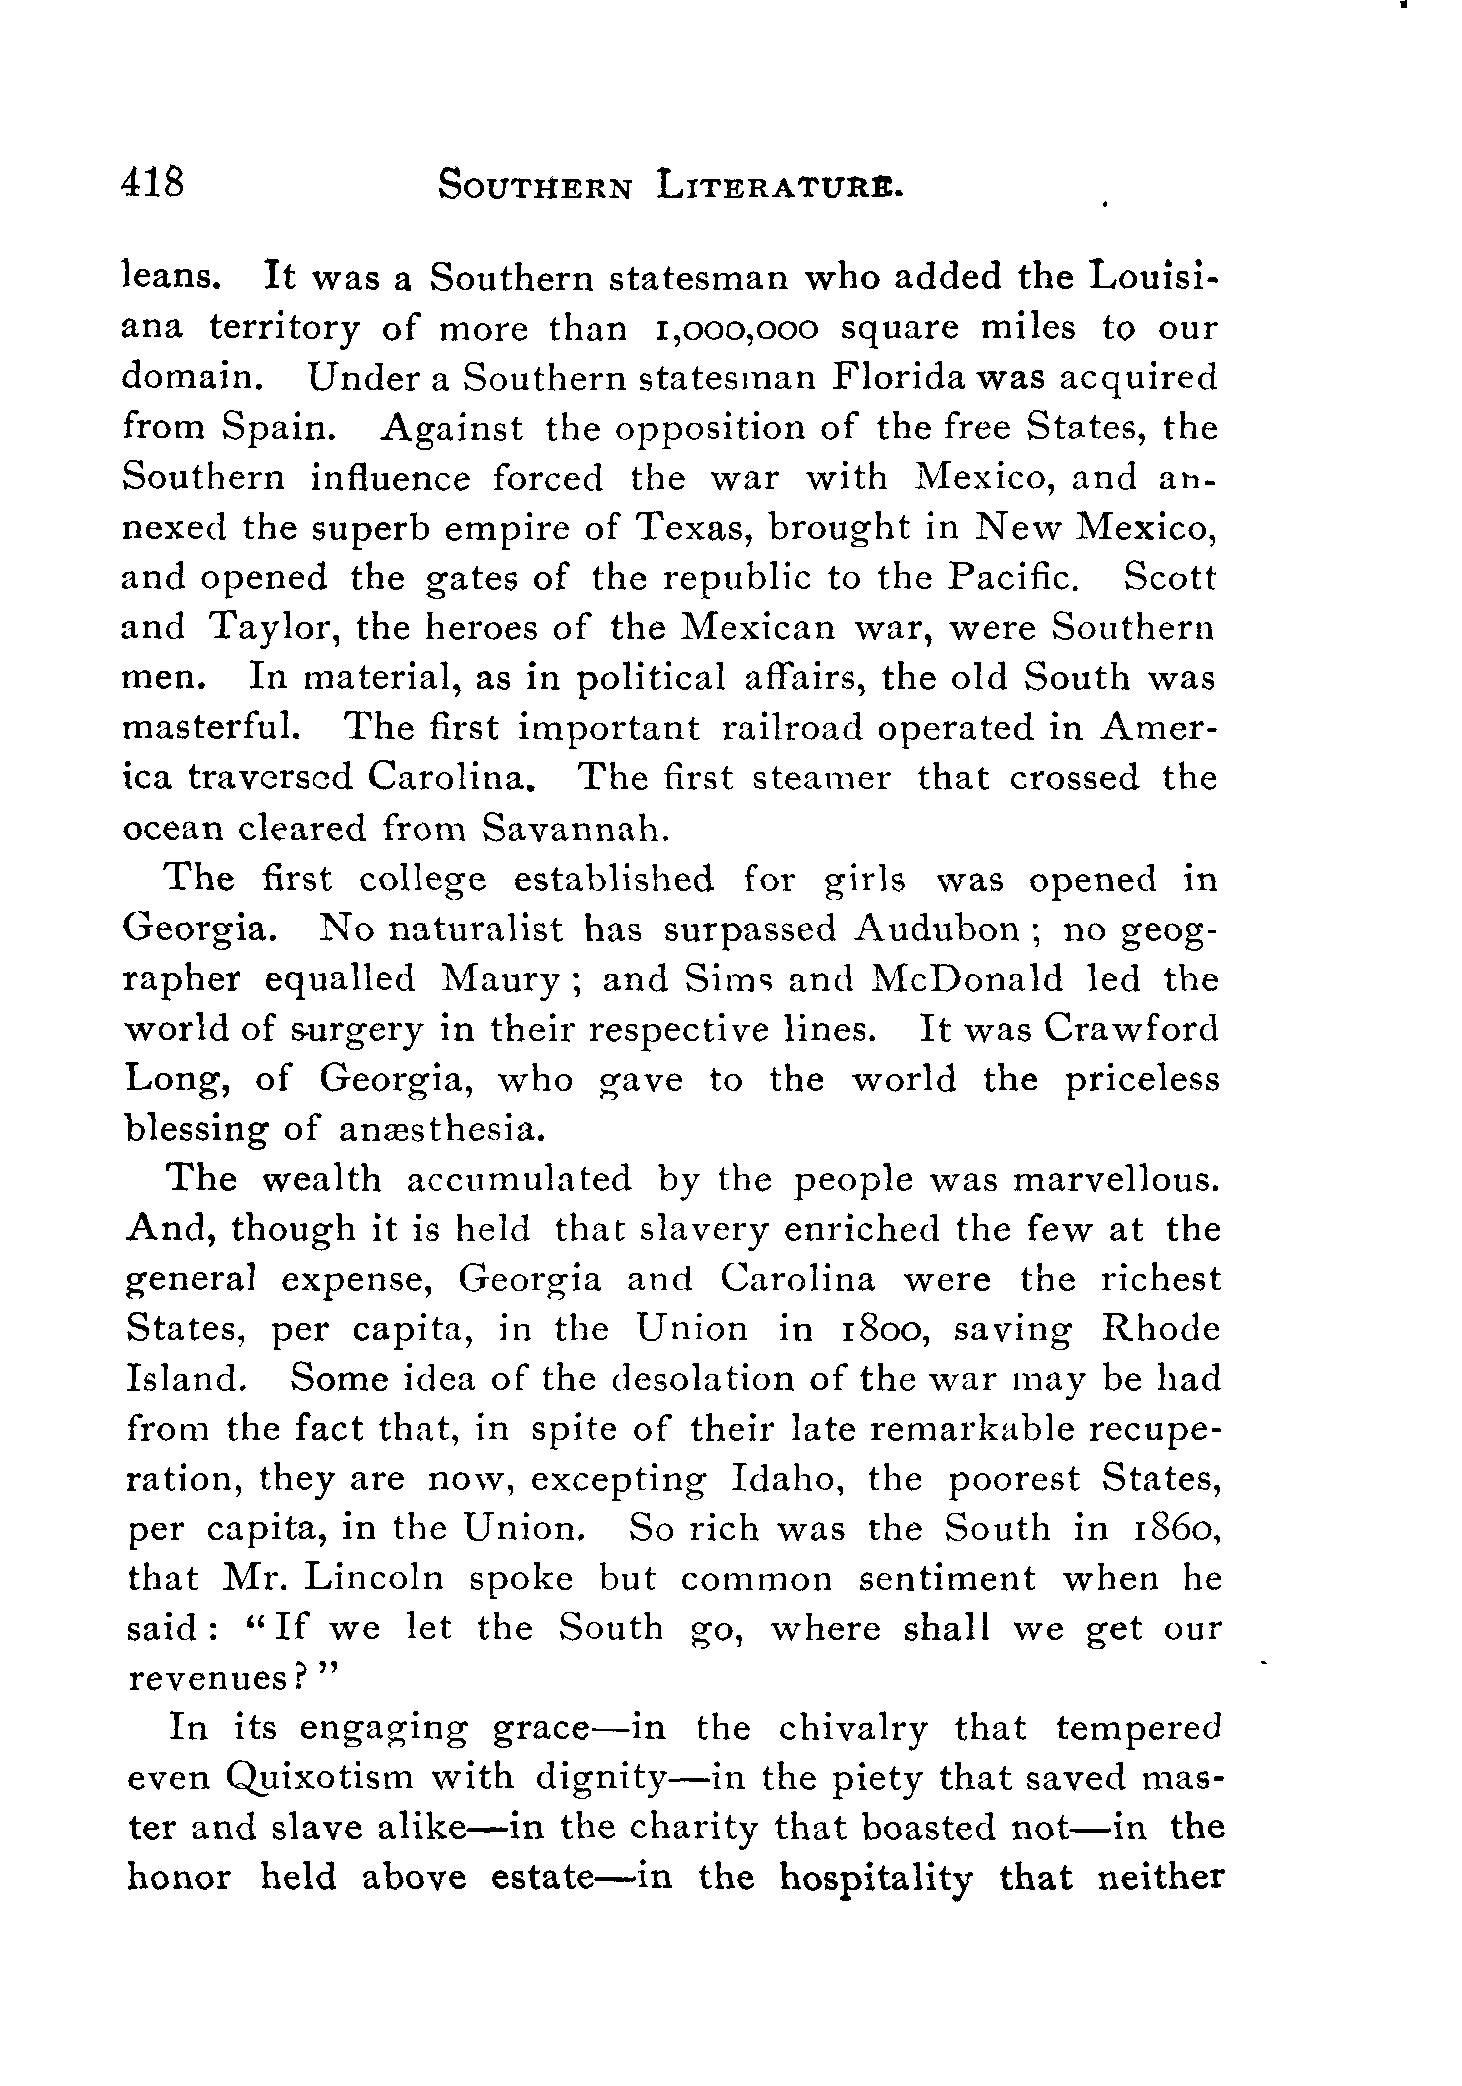 418 SOUTHERN LITERATURE.
leans. It was a Southern statesman who added the Louisi-
ana territory of more than 1,000,000 square miles to our
domain. Under a Southern statesman Florida was acquired
from Spain. Against the opposition of the free States, the
Southern influence forced the war with Mexico, and an-
nexed the superb empire of Texas, brought in New Mexico,
and opened the gates of the republic to the Pacific. Scott
and Taylor, the heroes of the Mexican war, were Southern
men. In material, as in political affairs, the old South was
masterful. The first important railroad operated in Amer-
ica traversed Carolina. The first steamer that crossed the
ocean cleared from Savannah.
The first college established for girls was opened in
Georgia. No naturalist has surpassed Audubon ; no geog-
rapher equalled Maury ; and Sims and McDonald led the
world of surgery in their respective lines. It was Crawford
Long, of Georgia, who gave to the world the priceless
blessing of anæsthesia.
The wealth accumulated by the people was marvellous.
And, though it is held that slavery enriched the few at the
general expense, Georgia and Carolina were the richest
States, per capita, in the Union in 1800, saving Rhode
Island. Some idea of the desolation of the war may be had
from the fact that, in spite of their late remarkable recupe-
ration, they are now, excepting Idaho, the poorest States,
per capita, in the Union. So rich was the South in 1860,
that Mr. Lincoln spoke but common sentiment when he
said : "If we let the South go, where shall we get our
revenues?"
In its engaging grace—in the chivalry that tempered
even Quixotism with dignity—in the piety that saved mas-
ter and slave alike—in the charity that boasted not—in the
honor held above estate—in the hospitality that neither